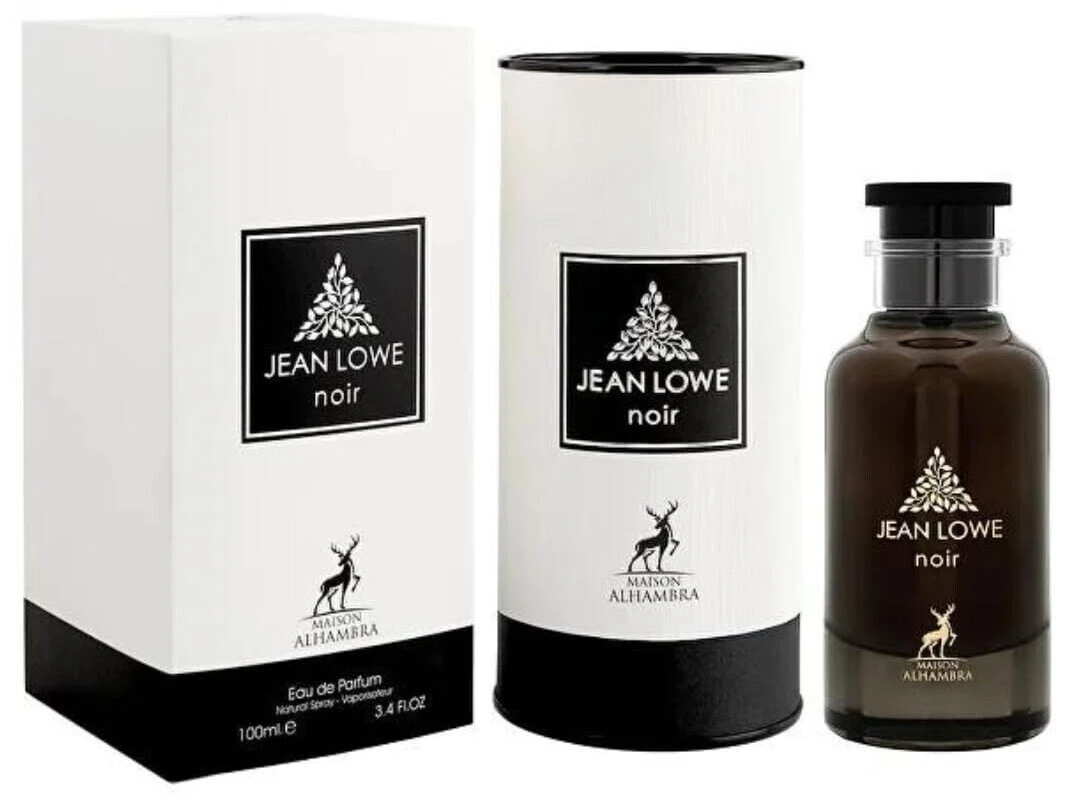 JEAN LOWE
noir
MAISON
ALHAMBRA
Eau de Parfum
Natural Spray - Vaporisateur
100ml. e 3.4 Fl.OZ
JEAN LOWE
noir
MAISON
ALHAMBRA
JEAN LOWE
noir
MAISON
ALHAMBRA